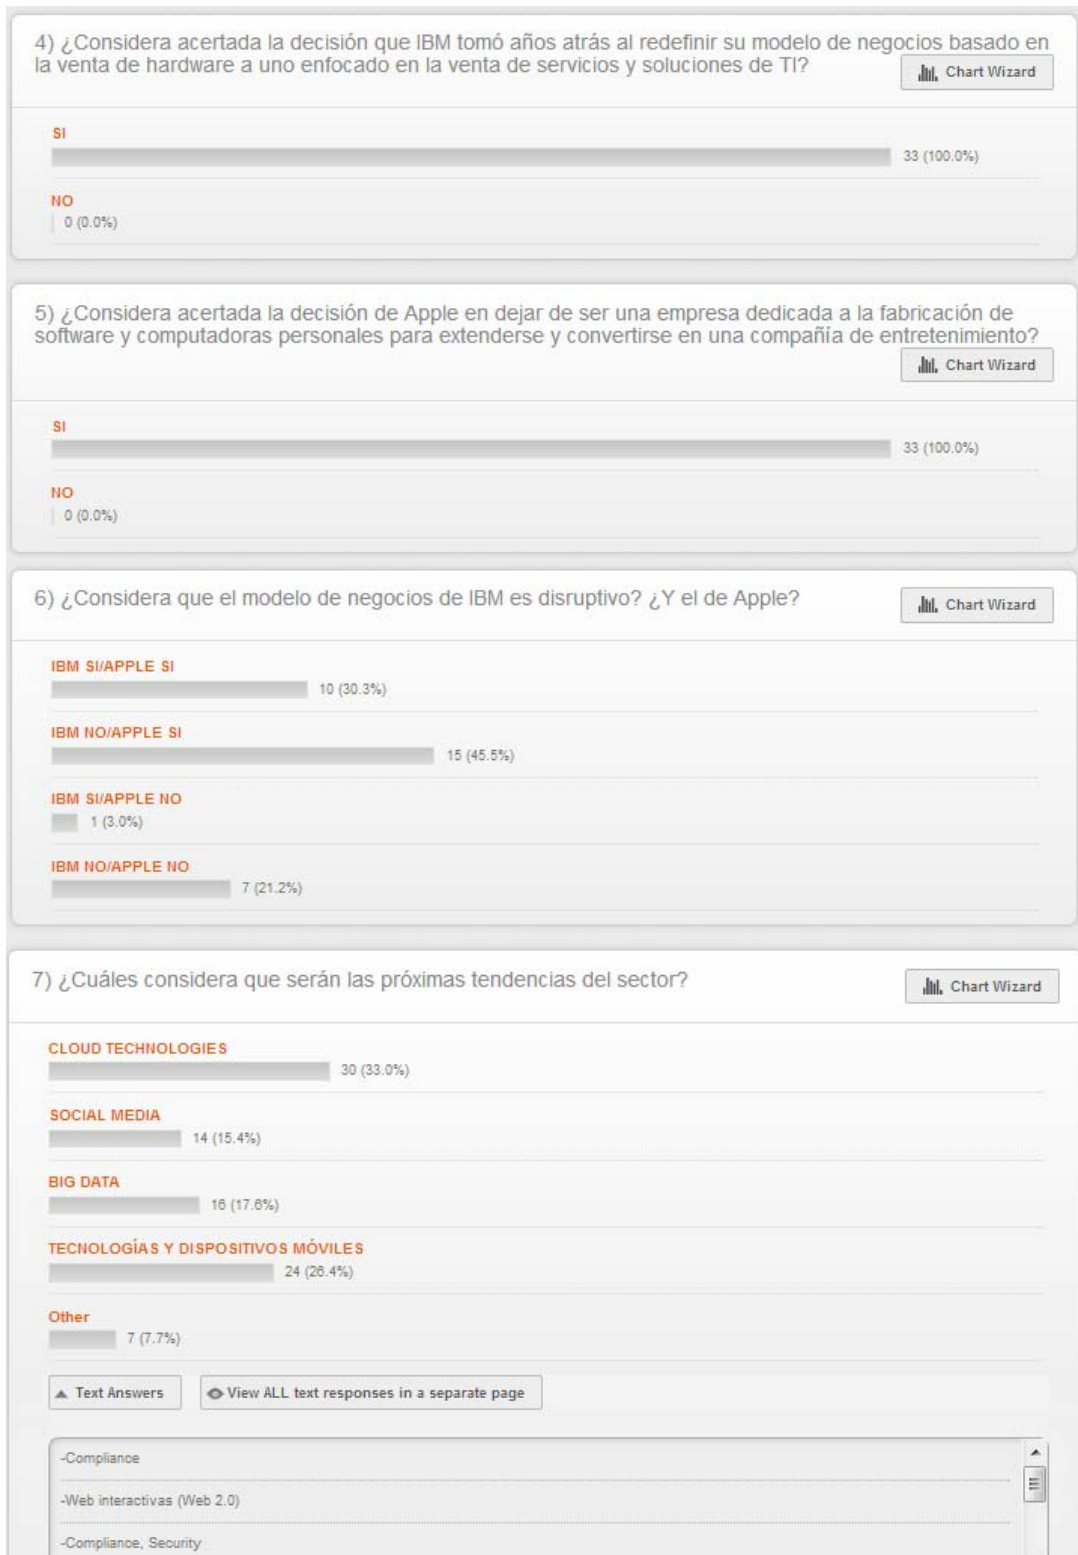 4) ¿Considera acertada la decisión que IBM tomó años atrás al redefinir su modelo de negocios basado en
la venta de hardware a uno enfocado en la venta de servicios y soluciones de TI?
Chart Wizard
SI
33 (100.0%)
NO
0 (0.0%)
5) ¿Considera acertada la decisión de Apple en dejar de ser una empresa dedicada a la fabricación de
software y computadoras personales para extenderse y convertirse en una compañía de entretenimiento?
Chart Wizard
SI
33 (100.0%)
NO
0 (0.0%)
6) ¿Considera que el modelo de negocios de IBM es disruptivo? ¿Y el de Apple?
Chart Wizard
IBM SI/APPLE SI
10 (30.3%)
IBM NO/APPLE SI
15 (45.5%)
IBM SI/APPLE NO
1 (3.0%)
IBM NO/APPLE NO
7 (21.2%)
7) ¿Cuáles considera que serán las próximas tendencias del sector?
Chart Wizard
CLOUD TECHNOLOGIES
30 (33.0%)
SOCIAL MEDIA
14 (15.4%)
BIG DATA
16 (17.6%)
TECNOLOGÍAS Y DISPOSITIVOS MÓVILES
24 (26.4%)
Other
7 (7.7%)
Text Answers
View ALL text responses in a separate page
-Compliance
-Web interactivas (Web 2.0)
-Compliance, Security